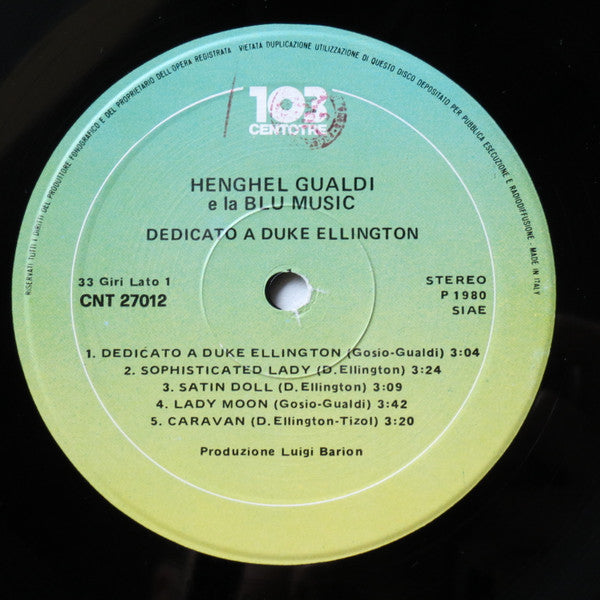 RISERVATI TUTTI I DIRITTI DEL PRODUTTORE FONOGRAFICO E DEL PROPRIETARIO DELL'OPERA REGISTRATA. VIETATA DUPLICAZIONE UTILIZZAZIONE DI QUESTO DISCO DEPOSITATO PER PUBBLICA ESECUZIONE E RADIODIFFUSIONE - MADE IN ITALY
103
CENTOTRE
HENGHEL GUALDI
e la BLU MUSIC
DEDICATO A DUKE ELLINGTON
33 Giri Lato 1
CNT 27012
STEREO
P 1980
SIAE
1. DEDICATO A DUKE ELLINGTON (Gosio-Gualdi) 3:04
2. SOPHISTICATED LADY (D. Ellington) 3:24
3. SATIN DOLL (D. Ellington) 3:09
4. LADY MOON (Gosio-Gualdi) 3:42
5. CARAVAN (D. Ellington-Tizol) 3:20
Produzione Luigi Barion